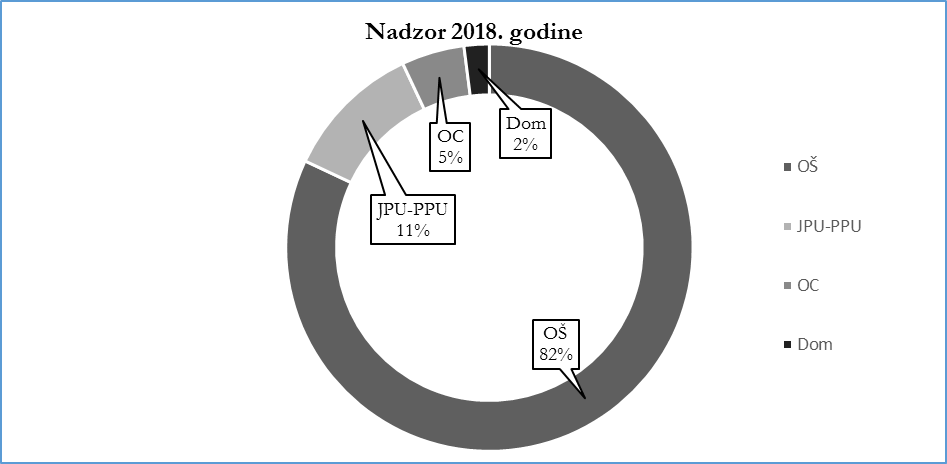 Nadzor 2018. godine
OC
5%
Dom
2%
JPU-PPU
11%
OŠ
82%
OŠ
JPU-PPU
OC
Dom